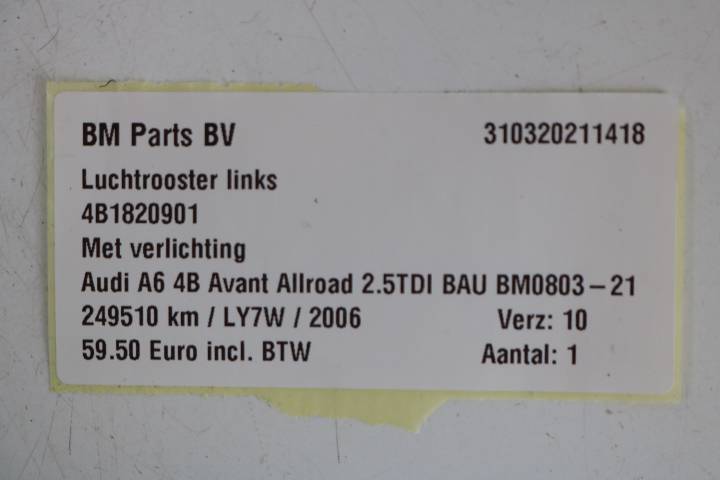 BM Parts BV 310320211418
Luchtrooster links
4B1820901
Met verlichting
Audi A6 4B Avant Allroad 2.5TDI BAU BM0803-21
249510 km / LY7W / 2006 Verz: 10
59.50 Euro incl. BTW Aantal: 1